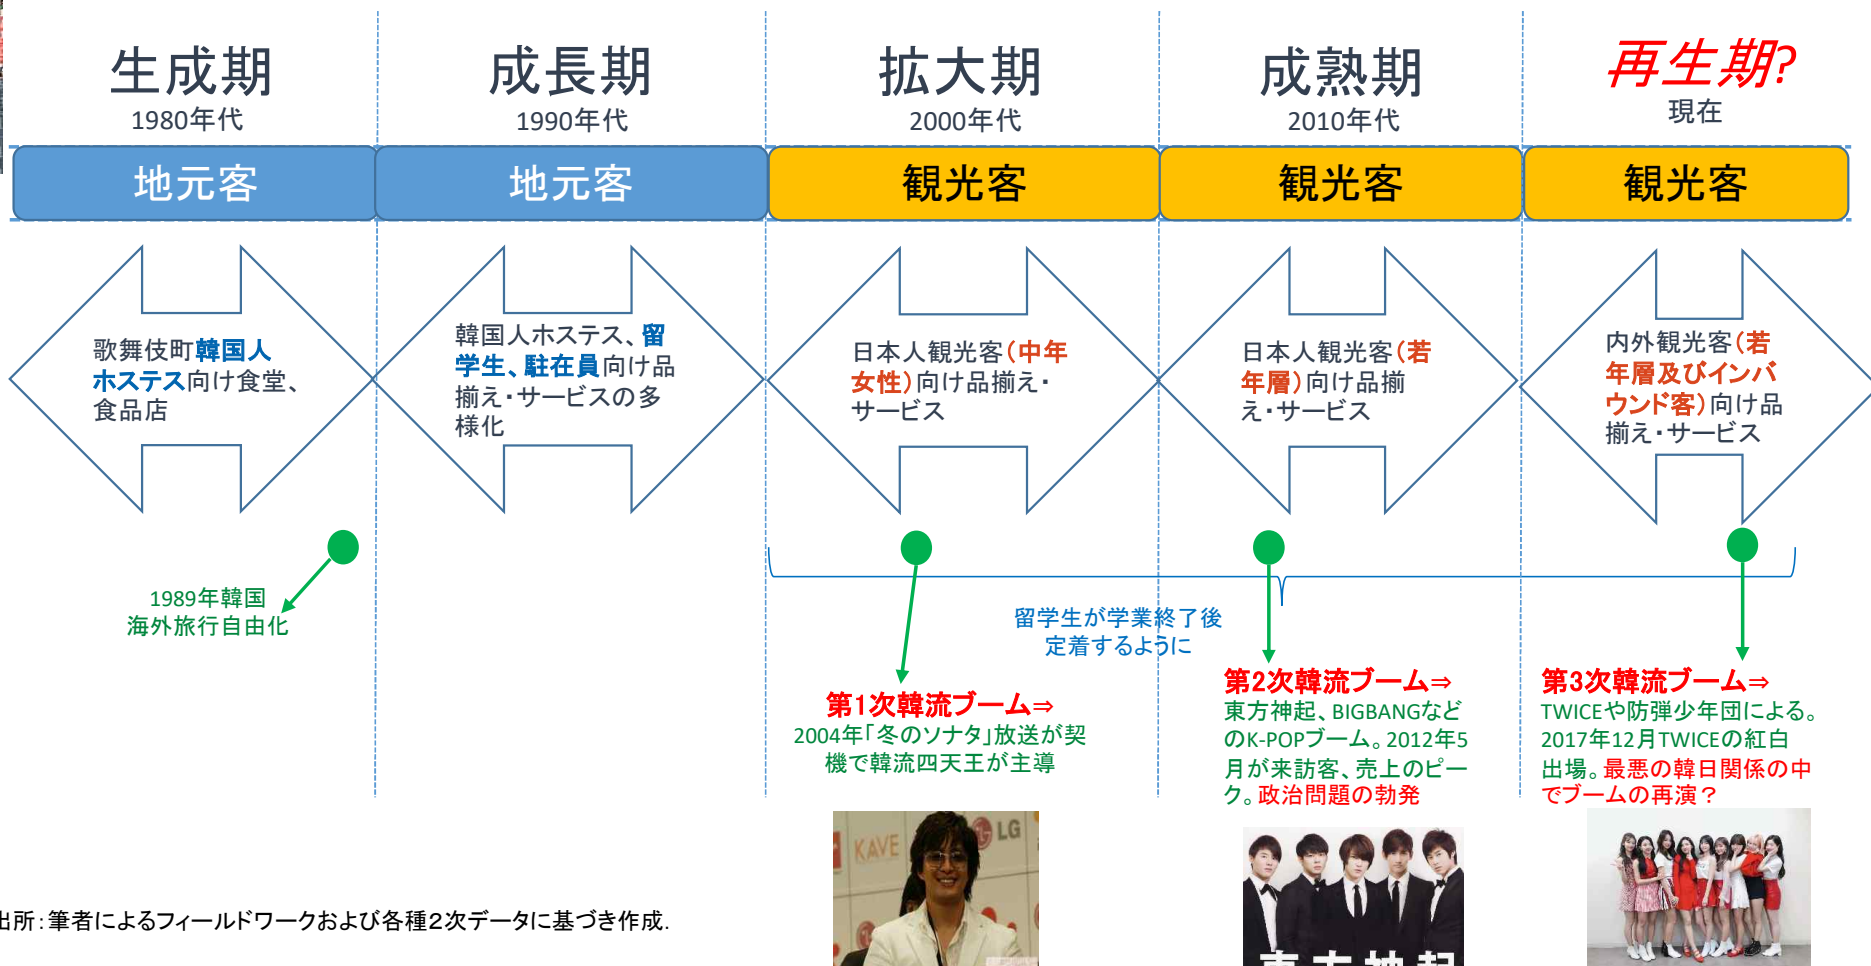 生成期
1980年代
成長期
1990年代
拡大期
2000年代
成熟期
2010年代
再生期?
現在
地元客
地元客
観光客
観光客
観光客
歌舞伎町韓国人
ホステス向け食堂、
食品店
韓国人ホステス、留
学生、駐在員向け品
揃え・サービスの多
様化
日本人観光客(中年
女性)向け品揃え・
サービス
日本人観光客(若
年層)向け品揃
え・サービス
内外観光客(若
年層及びインバ
ウンド客)向け品
揃え・サービス
1989年韓国
海外旅行自由化
留学生が学業終了後
定着するように
第1次韓流ブーム⇒
2004年「冬のソナタ」放送が契
機で韓流四天王が主導
第2次韓流ブーム⇒
東方神起、BIGBANGなど
のK-POPブーム。2012年5
月が来訪客、売上のピー
ク。政治問題の勃発
第3次韓流ブーム⇒
TWICEや防弾少年団による。
2017年12月TWICEの紅白
出場。最悪の韓日関係の中
でブームの再演？
KAVE
LG
東方神起
出所:筆者によるフィールドワークおよび各種2次データに基づき作成.